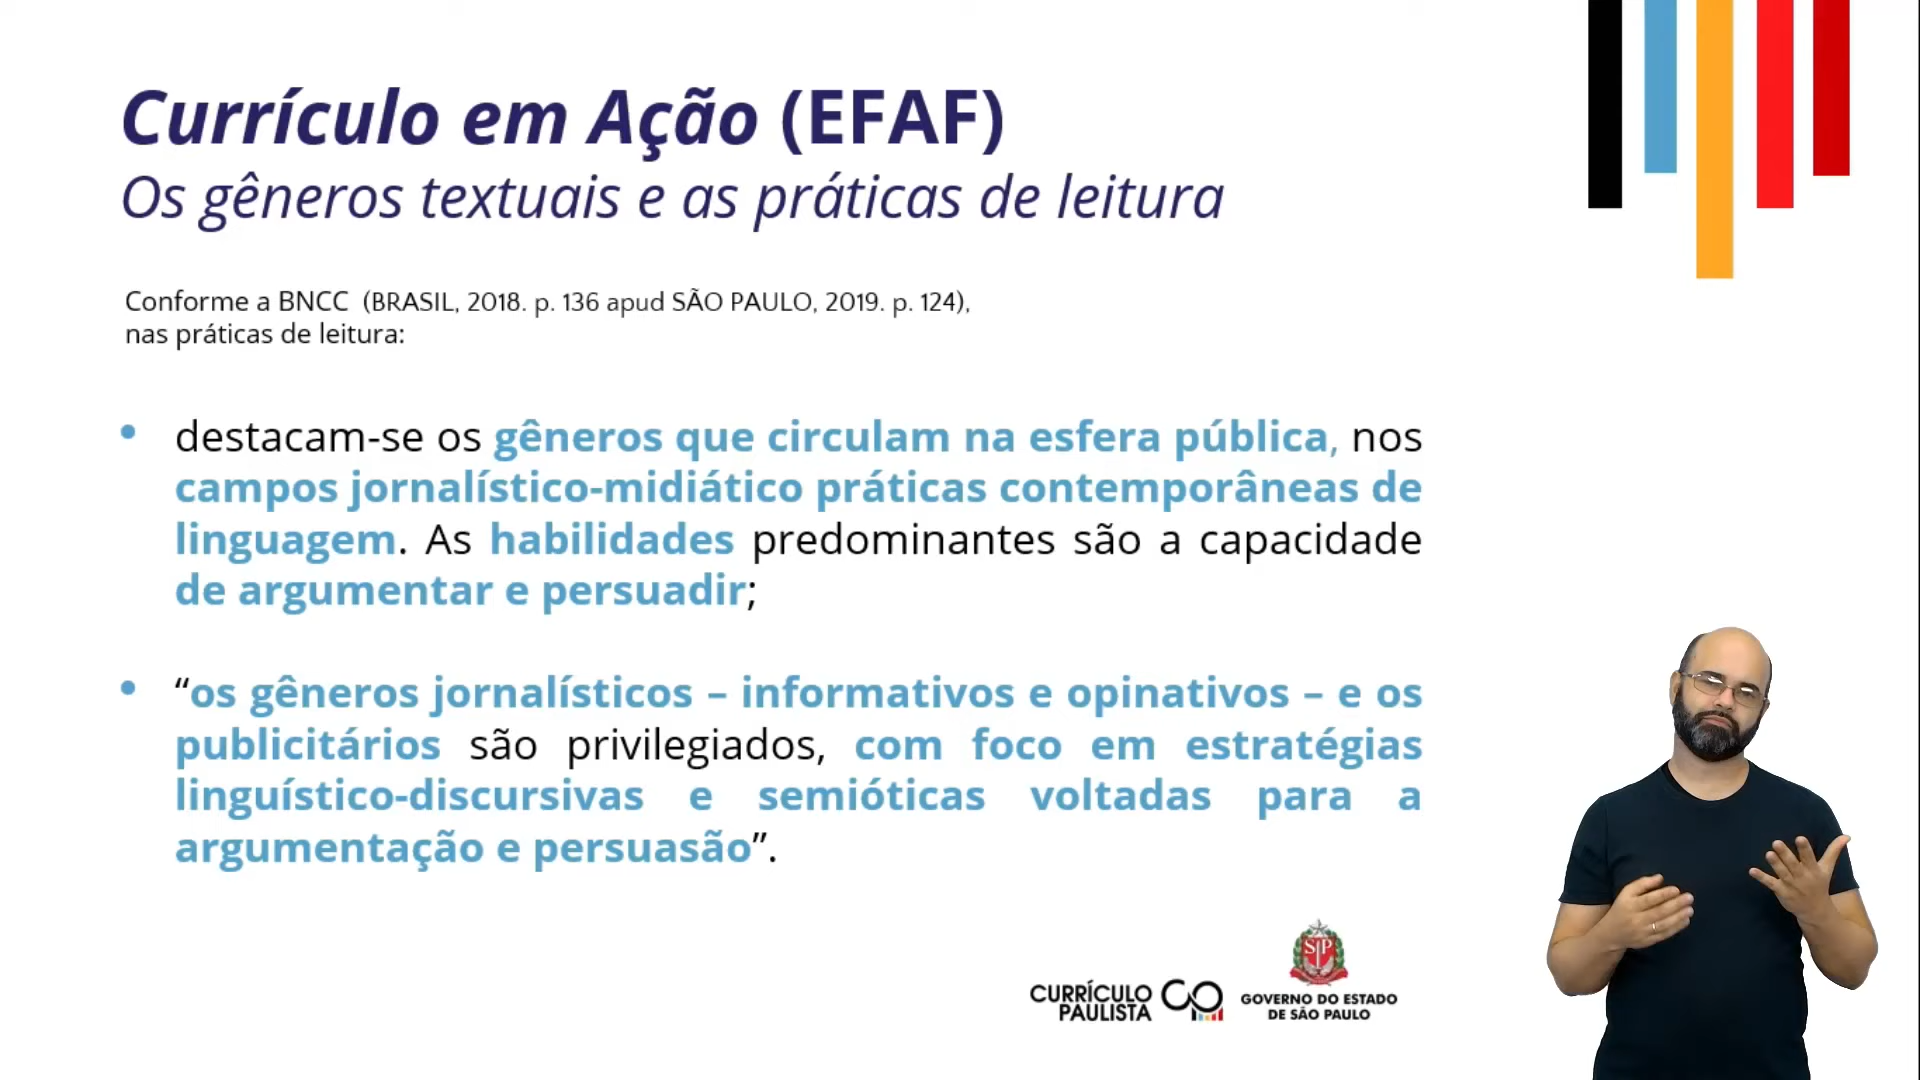 Currículo em Ação (EFAF)
Os gêneros textuais e as práticas de leitura
Conforme a BNCC (BRASIL, 2018. p. 136 apud SÃO PAULO, 2019. p. 124),
nas práticas de leitura:
• destacam-se os gêneros que circulam na esfera pública, nos
campos jornalístico-midiático práticas contemporâneas de
linguagem. As habilidades predominantes são a capacidade
de argumentar e persuadir;
• “os gêneros jornalísticos – informativos e opinativos – e os
publicitários são privilegiados, com foco em estratégias
linguístico-discursivas e semióticas voltadas para a
argumentação e persuasão”.
CURRÍCULO
PAULISTA
SP
GOVERNO DO ESTADO
DE SÃO PAULO